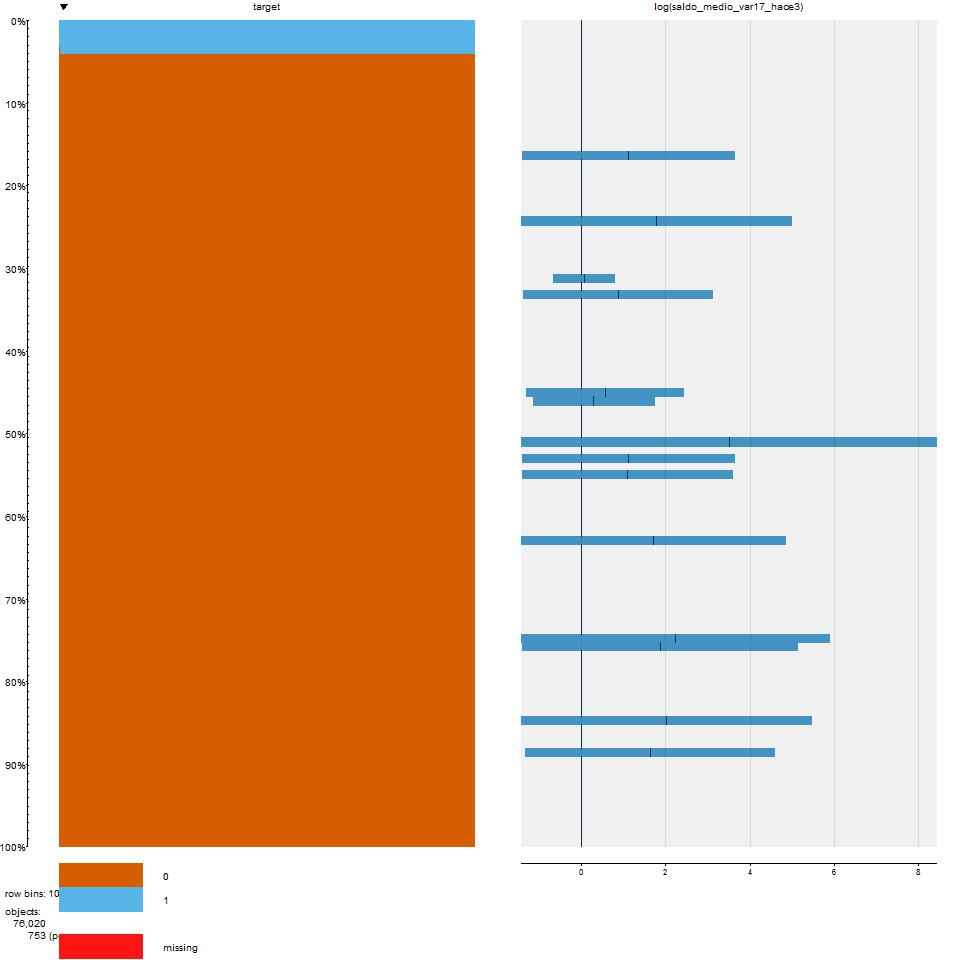 target
log(saldo_medio_var17_hace3)
0%
10%
20%
30%
40%
50%
60%
70%
80%
90%
100%
0 2 4 6 8
0
row bins: 10
1
objects:
76,020
753 (p
missing